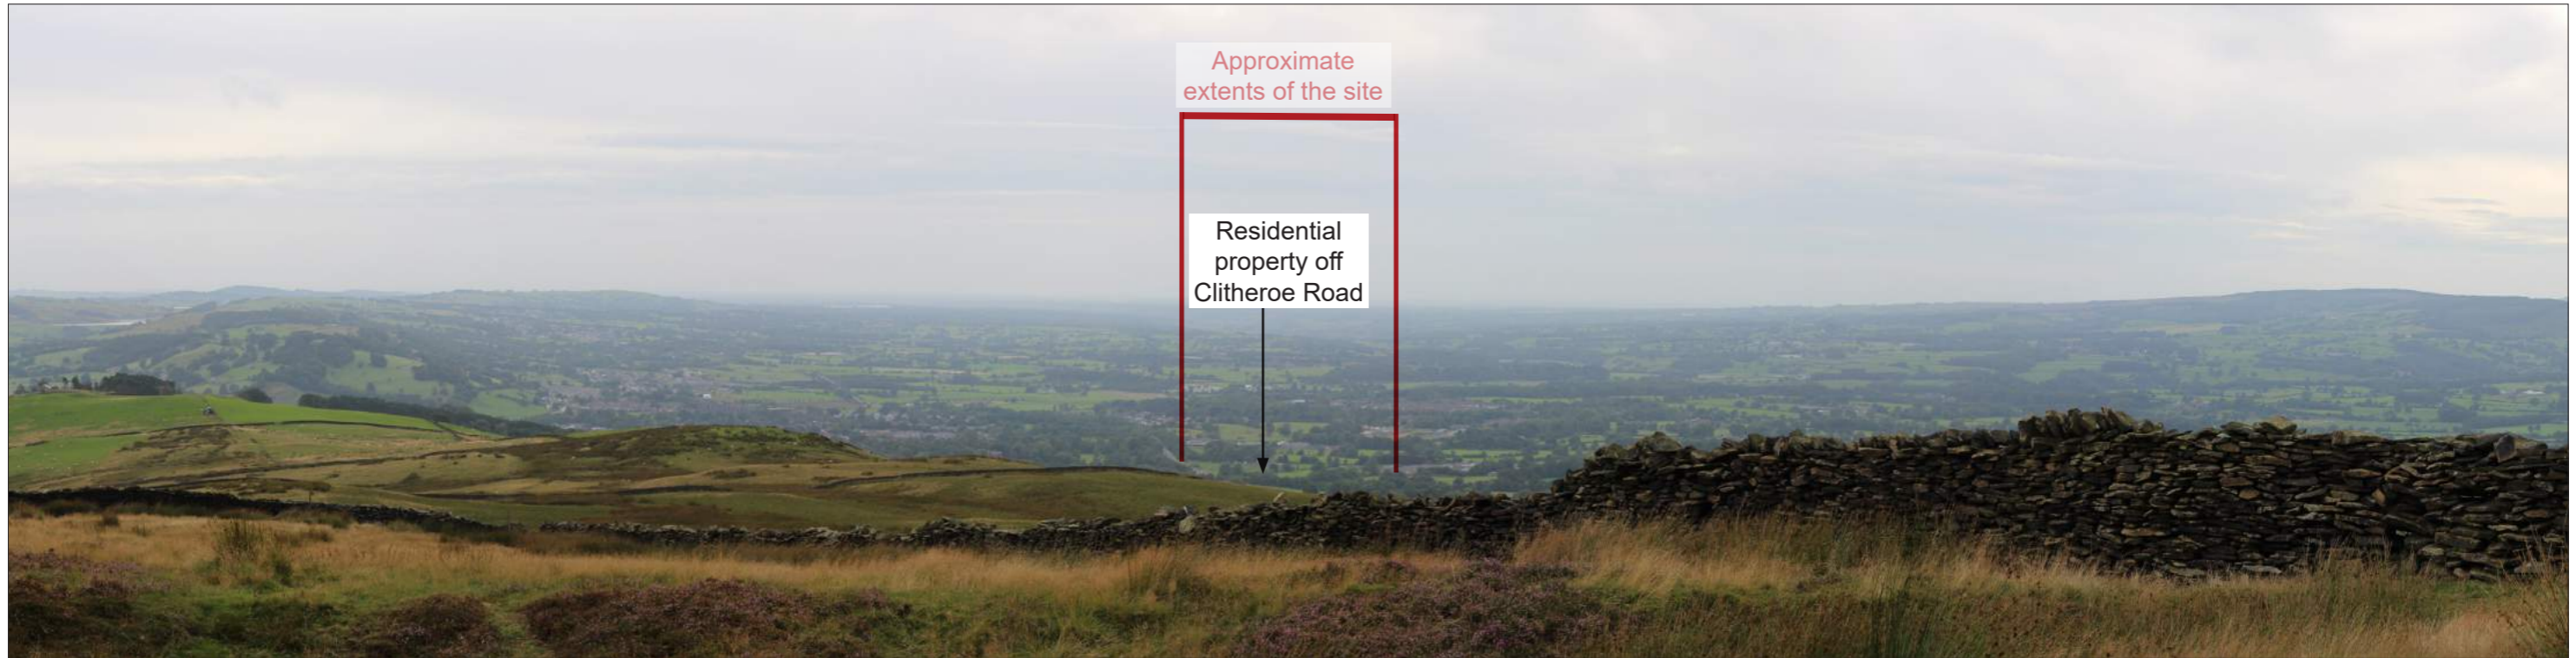 Approximate
extents of the site
Residential
property off
Clitheroe Road